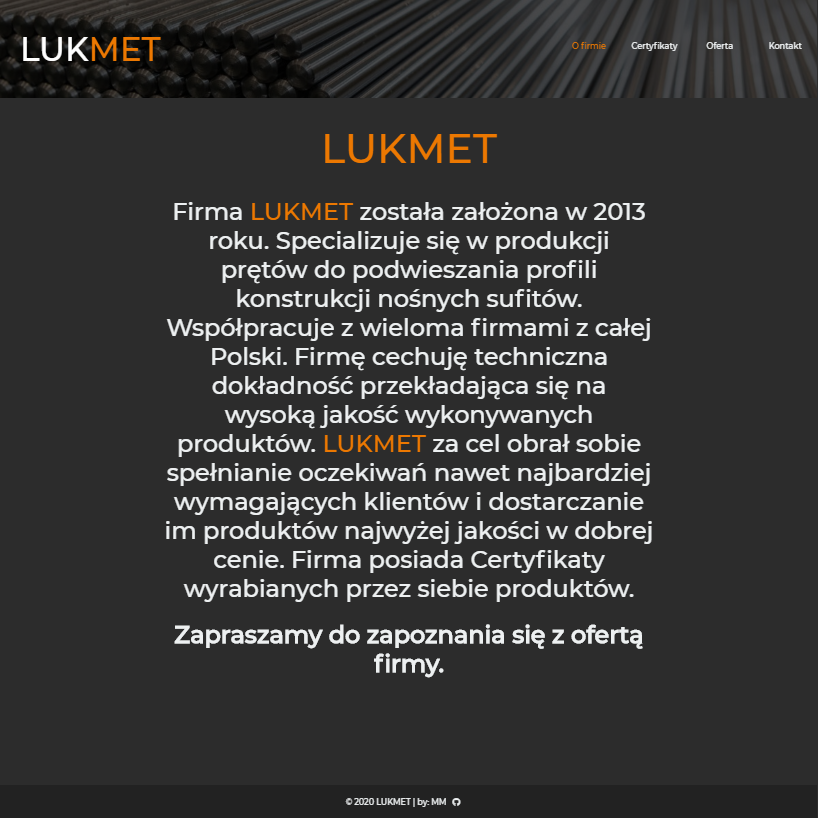 LUKMET
O firmie Certyfikaty Oferta Kontakt
LUKMET
Firma LUKMET została założona w 2013
roku. Specializuje się w produkcji
prętów do podwieszania profili
konstrukcji nośnych sufitów.
Współpracuje z wieloma firmami z całej
Polski. Firmę cechuję techniczna
dokładność przekładająca się na
wysoką jakość wykonywanych
produktów. LUKMET za cel obrał sobie
spełnianie oczekiwań nawet najbardziej
wymagających klientów i dostarczanie
im produktów najwyżej jakości w dobrej
cenie. Firma posiada Certyfikaty
wyrabianych przez siebie produktów.
Zapraszamy do zapoznania się z ofertą
firmy.
© 2020 LUKMET | by: MM